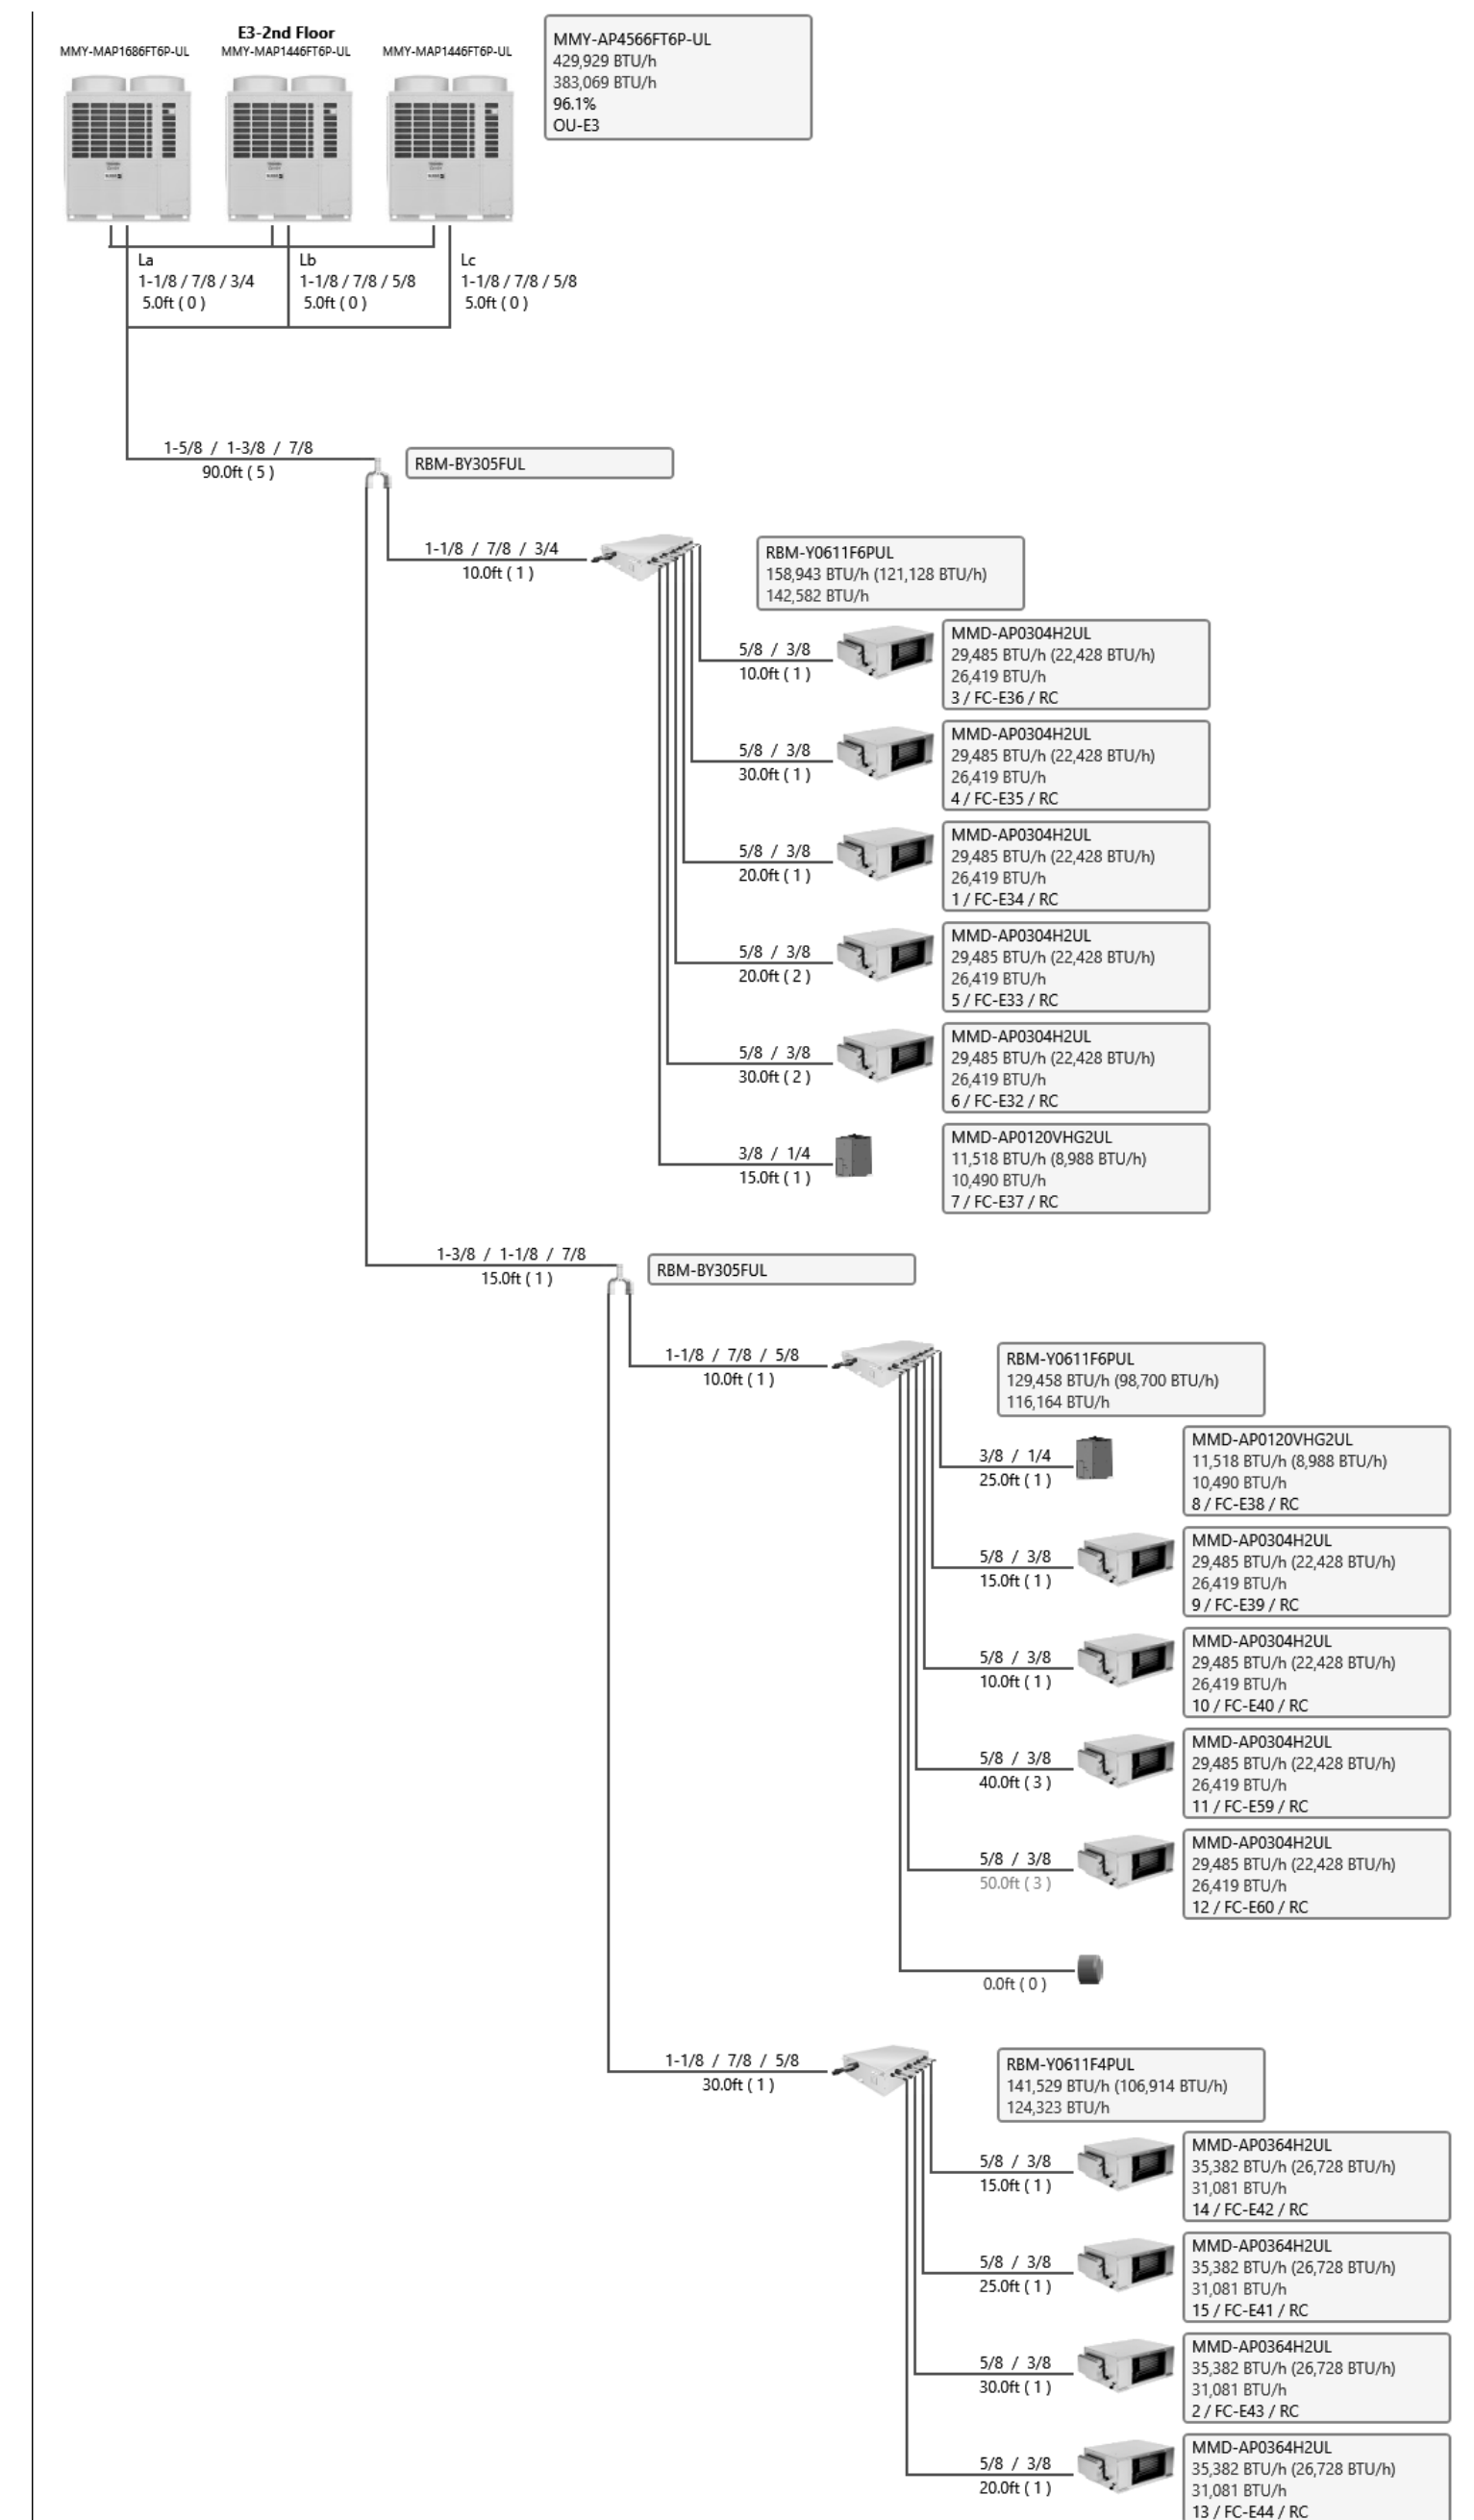 E3-2nd Floor
MMY-MAP1686FT6P-UL
MMY-MAP1446FT6P-UL
MMY-MAP1446FT6P-UL
MMY-AP4566FT6P-UL
429,929 BTU/h
383,069 BTU/h
96.1%
OU-E3
La
1-1/8 / 7/8 / 3/4
5.0ft ( 0 )
Lb
1-1/8 / 7/8 / 5/8
5.0ft ( 0 )
Lc
1-1/8 / 7/8 / 5/8
5.0ft ( 0 )
1-5/8 / 1-3/8 / 7/8
90.0ft ( 5 )
RBM-BY305FUL
1-1/8 / 7/8 / 3/4
10.0ft ( 1 )
RBM-Y0611F6PUL
158,943 BTU/h (121,128 BTU/h)
142,582 BTU/h
5/8 / 3/8
10.0ft ( 1 )
MMD-AP0304H2UL
29,485 BTU/h (22,428 BTU/h)
26,419 BTU/h
3 / FC-E36 / RC
5/8 / 3/8
30.0ft ( 1 )
MMD-AP0304H2UL
29,485 BTU/h (22,428 BTU/h)
26,419 BTU/h
4 / FC-E35 / RC
5/8 / 3/8
20.0ft ( 1 )
MMD-AP0304H2UL
29,485 BTU/h (22,428 BTU/h)
26,419 BTU/h
1 / FC-E34 / RC
5/8 / 3/8
20.0ft ( 2 )
MMD-AP0304H2UL
29,485 BTU/h (22,428 BTU/h)
26,419 BTU/h
5 / FC-E33 / RC
5/8 / 3/8
30.0ft ( 2 )
MMD-AP0304H2UL
29,485 BTU/h (22,428 BTU/h)
26,419 BTU/h
6 / FC-E32 / RC
3/8 / 1/4
15.0ft ( 1 )
MMD-AP0120VHG2UL
11,518 BTU/h (8,988 BTU/h)
10,490 BTU/h
7 / FC-E37 / RC
1-3/8 / 1-1/8 / 7/8
15.0ft ( 1 )
RBM-BY305FUL
1-1/8 / 7/8 / 5/8
10.0ft ( 1 )
RBM-Y0611F6PUL
129,458 BTU/h (98,700 BTU/h)
116,164 BTU/h
3/8 / 1/4
25.0ft ( 1 )
MMD-AP0120VHG2UL
11,518 BTU/h (8,988 BTU/h)
10,490 BTU/h
8 / FC-E38 / RC
5/8 / 3/8
15.0ft ( 1 )
MMD-AP0304H2UL
29,485 BTU/h (22,428 BTU/h)
26,419 BTU/h
9 / FC-E39 / RC
5/8 / 3/8
10.0ft ( 1 )
MMD-AP0304H2UL
29,485 BTU/h (22,428 BTU/h)
26,419 BTU/h
10 / FC-E40 / RC
5/8 / 3/8
40.0ft ( 3 )
MMD-AP0304H2UL
29,485 BTU/h (22,428 BTU/h)
26,419 BTU/h
11 / FC-E59 / RC
5/8 / 3/8
50.0ft ( 3 )
MMD-AP0304H2UL
29,485 BTU/h (22,428 BTU/h)
26,419 BTU/h
12 / FC-E60 / RC
0.0ft ( 0 )
1-1/8 / 7/8 / 5/8
30.0ft ( 1 )
RBM-Y0611F4PUL
141,529 BTU/h (106,914 BTU/h)
124,323 BTU/h
5/8 / 3/8
15.0ft ( 1 )
MMD-AP0364H2UL
35,382 BTU/h (26,728 BTU/h)
31,081 BTU/h
14 / FC-E42 / RC
5/8 / 3/8
25.0ft ( 1 )
MMD-AP0364H2UL
35,382 BTU/h (26,728 BTU/h)
31,081 BTU/h
15 / FC-E41 / RC
5/8 / 3/8
30.0ft ( 1 )
MMD-AP0364H2UL
35,382 BTU/h (26,728 BTU/h)
31,081 BTU/h
2 / FC-E43 / RC
5/8 / 3/8
20.0ft ( 1 )
MMD-AP0364H2UL
35,382 BTU/h (26,728 BTU/h)
31,081 BTU/h
13 / FC-E44 / RC